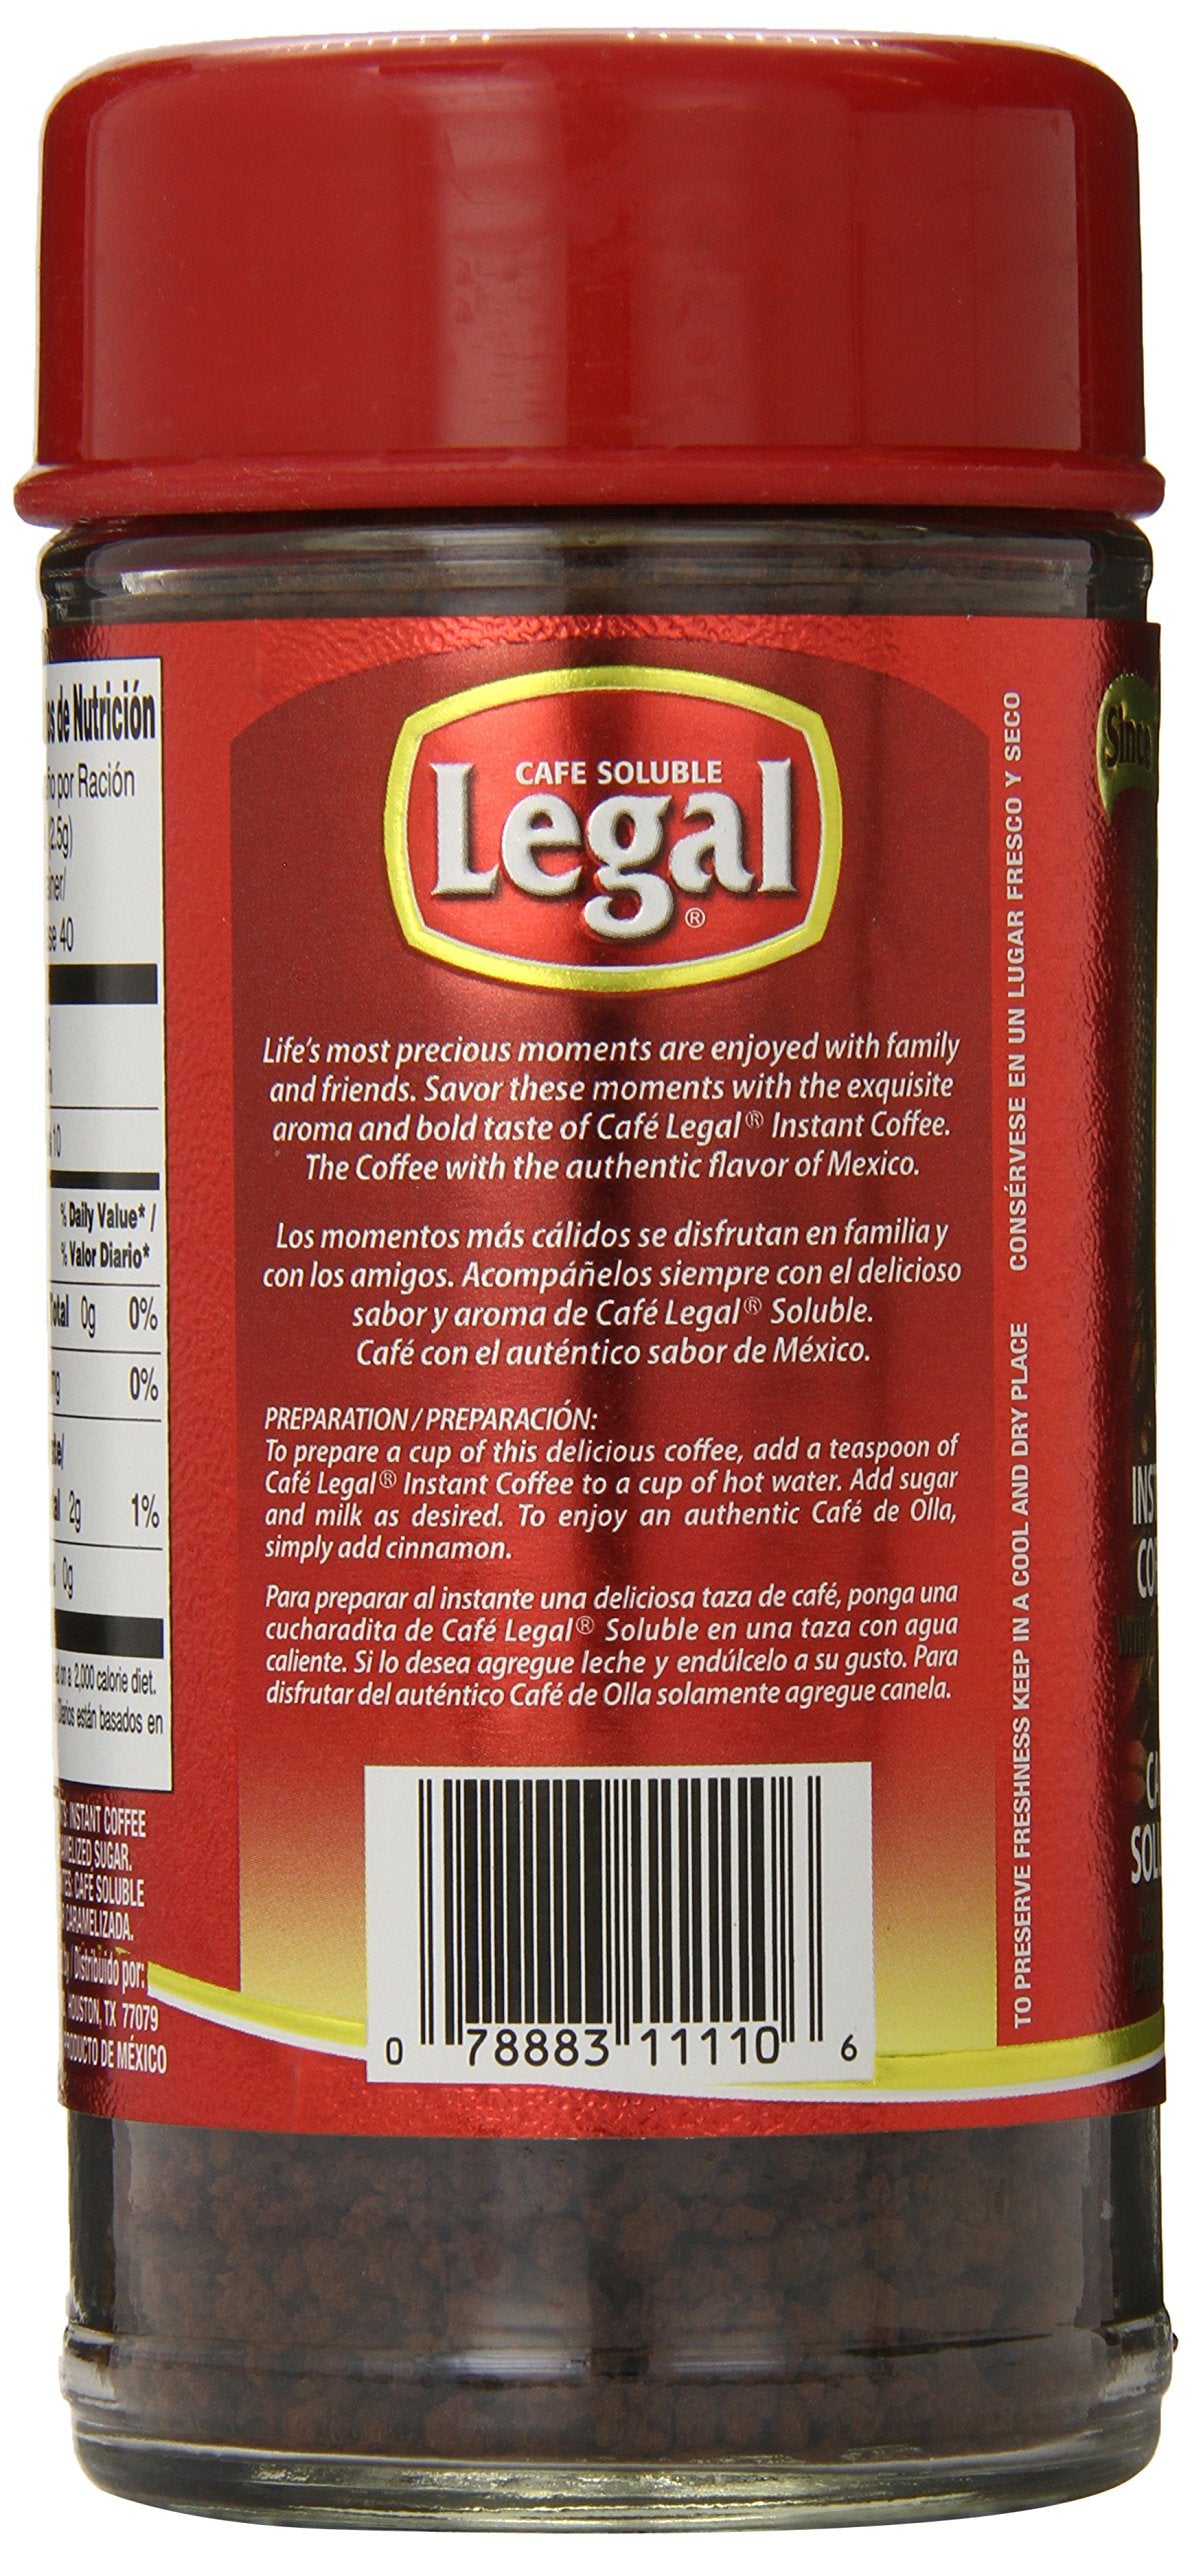 de Nutrición
por Ración
(2.5g)
40
10
% Daily Value* /
% Valor Diario*
0g 0%
0%
2g 1%
0g
2,000 calorie diet.
están basados en
INSTANT COFFEE
SUGAR.
CAFÉ SOLUBLE
CARAMELIZADA.
/ Distribuido por:
HOUSTON, TX 77079
DE MÉXICO
CAFE SOLUBLE
Legal®
Life's most precious moments are enjoyed with family
and friends. Savor these moments with the exquisite
aroma and bold taste of Café Legal® Instant Coffee.
The Coffee with the authentic flavor of Mexico.
Los momentos más cálidos se disfrutan en familia y
con los amigos. Acompáñelos siempre con el delicioso
sabor y aroma de Café Legal® Soluble.
Café con el auténtico sabor de México.
PREPARATION / PREPARACIÓN:
To prepare a cup of this delicious coffee, add a teaspoon of
Café Legal® Instant Coffee to a cup of hot water. Add sugar
and milk as desired. To enjoy an authentic Café de Olla,
simply add cinnamon.
Para preparar al instante una deliciosa taza de café, ponga una
cucharadita de Café Legal® Soluble en una taza con agua
caliente. Si lo desea agregue leche y endúlcelo a su gusto. Para
disfrutar del auténtico Café de Olla solamente agregue canela.
0 78883 11110 6
TO PRESERVE FRESHNESS KEEP IN A COOL AND DRY PLACE CONSÉRVESE EN UN LUGAR FRESCO Y SECO
Since